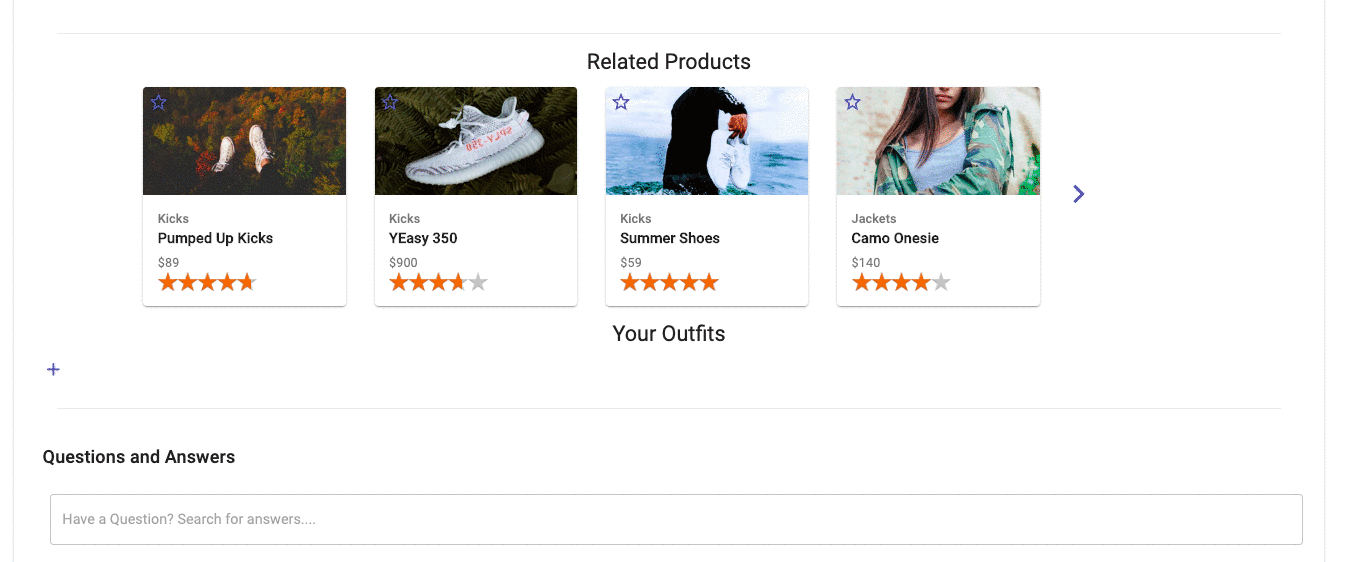 Related Products
Kicks
Pumped Up Kicks
$89
Kicks
YEasy 350
$900
Kicks
Summer Shoes
$59
Jackets
Camo Onesie
$140
Your Outfits
+
Questions and Answers
Have a Question? Search for answers....